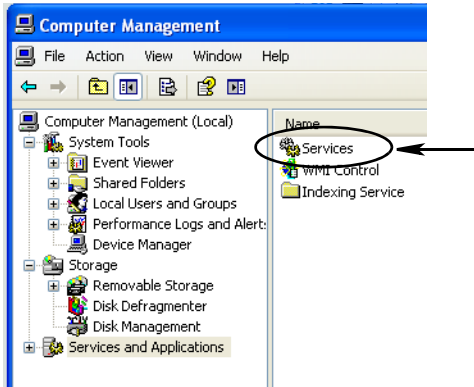 Computer Management
File Action View Window Help
Computer Management (Local)
System Tools
Event Viewer
Shared Folders
Local Users and Groups
Performance Logs and Alert
Device Manager
Storage
Removable Storage
Disk Defragmenter
Disk Management
Services and Applications
Name
Services
WMI Control
Indexing Service